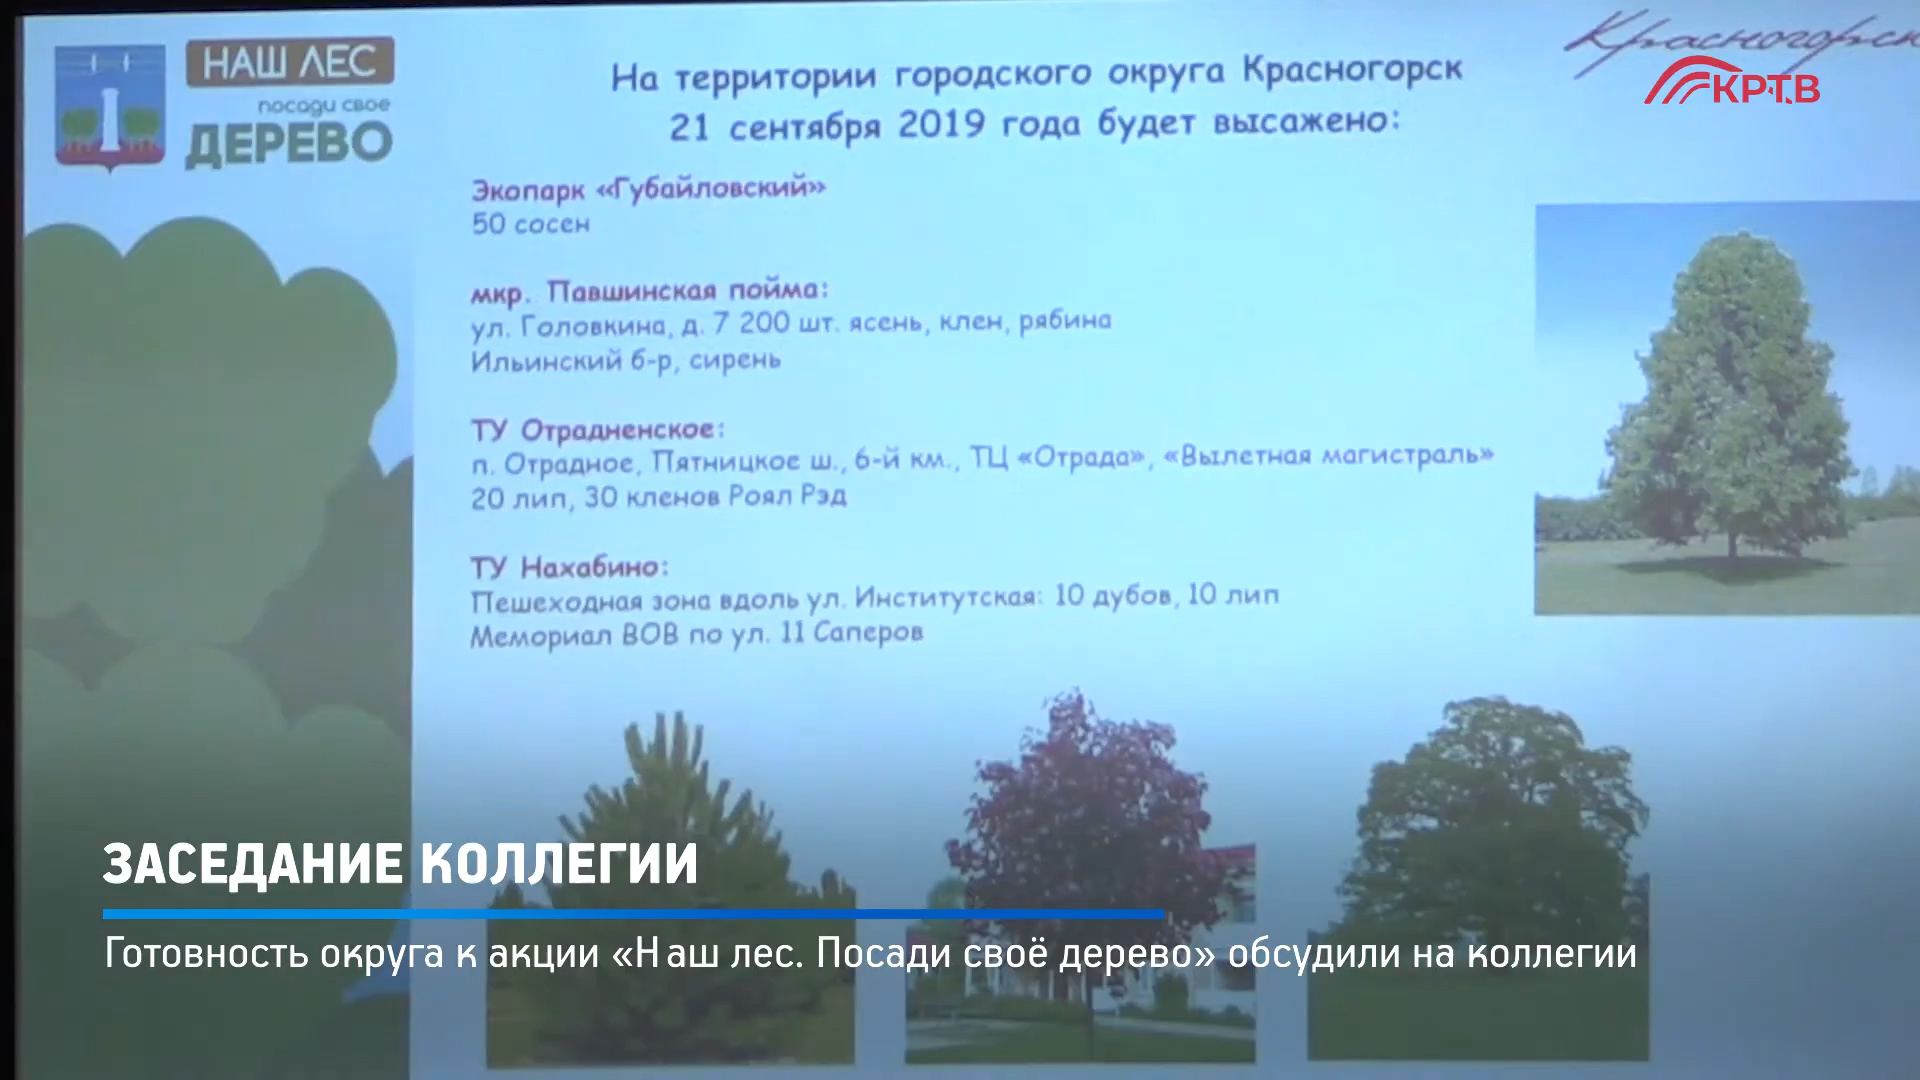 НАШ ЛЕС
посади свое
ДЕРЕВО
Красногорск
КРТВ
На территории городского округа Красногорск
21 сентября 2019 года будет высажено:
Экопарк «Губайловский»
50 сосен
мкр. Павшинская пойма:
ул. Головкина, д. 7 200 шт. ясень, клен, рябина
Ильинский б-р, сирень
ТУ Отрадненское:
п. Отрадное, Пятницкое ш., 6-й км., ТЦ «Отрада», «Вылетная магистраль»
20 лип, 30 кленов Роял Рэд
ТУ Нахабино:
Пешеходная зона вдоль ул. Институтская: 10 дубов, 10 лип
Мемориал ВОВ по ул. 11 Саперов
ЗАСЕДАНИЕ КОЛЛЕГИИ
Готовность округа к акции «Наш лес. Посади своё дерево» обсудили на коллегии